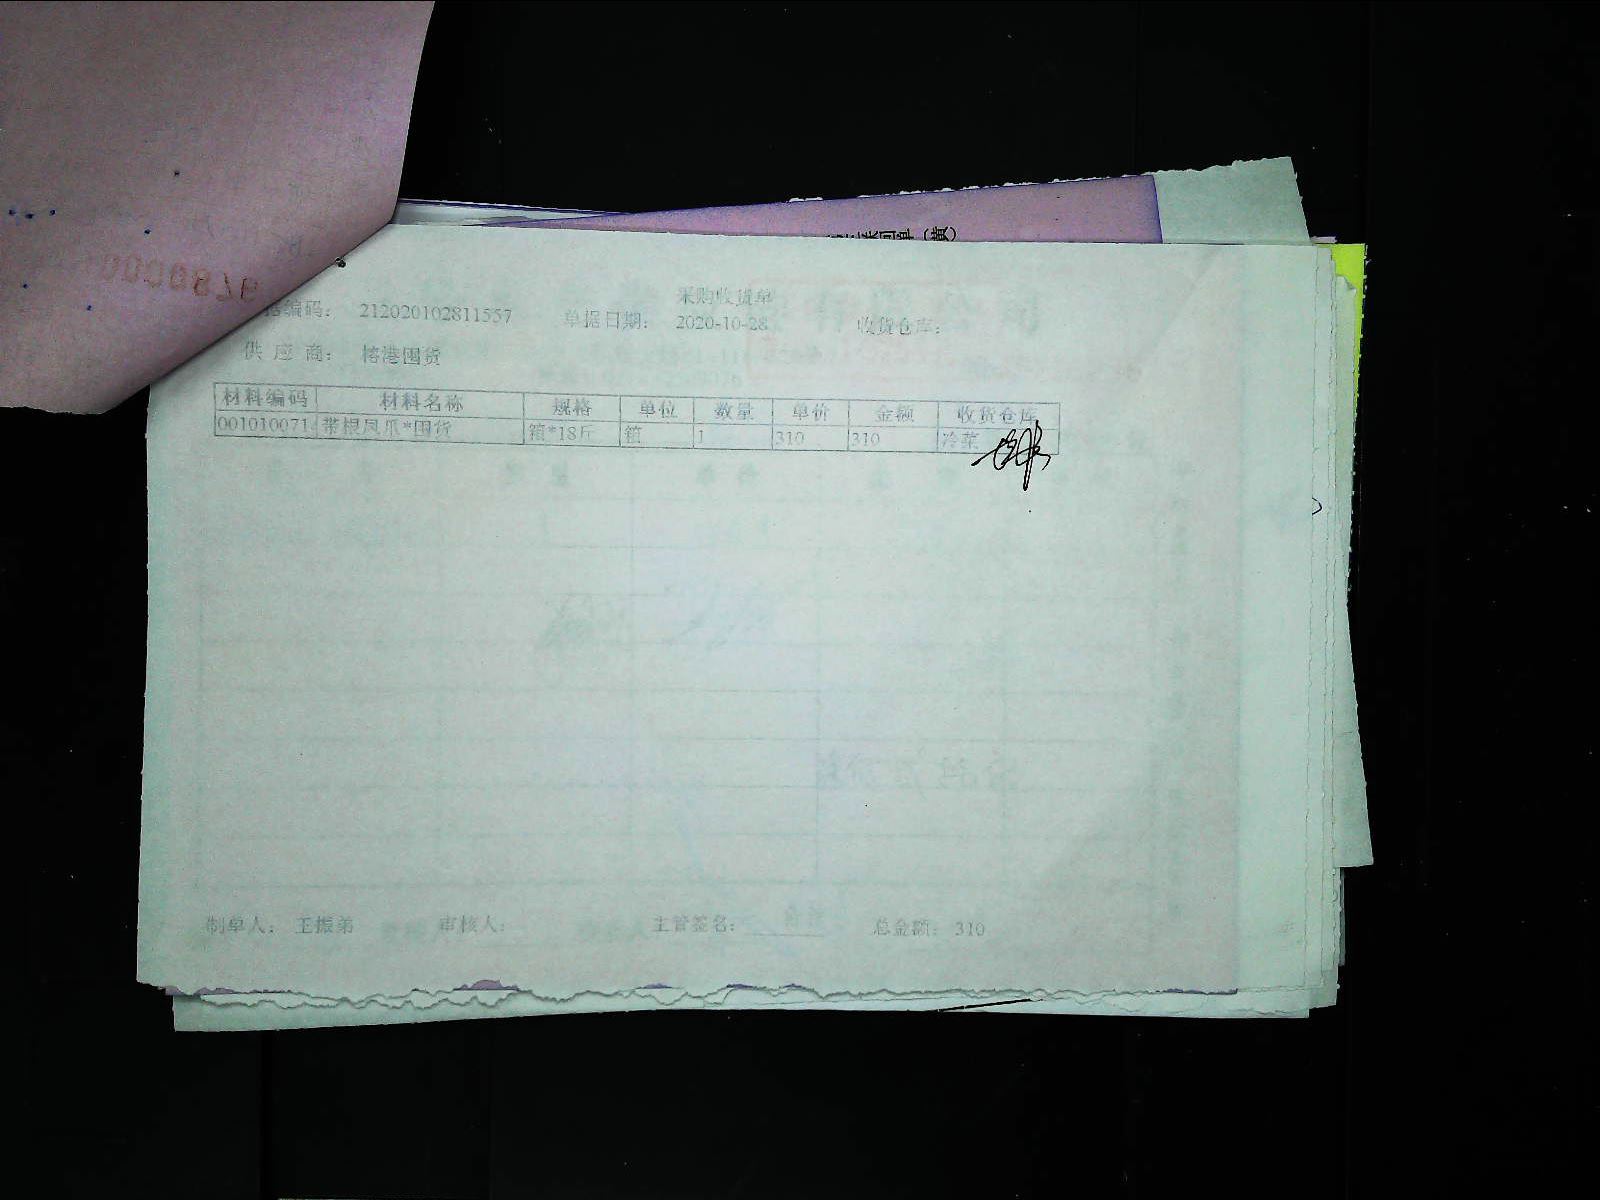 采购收货单
编码： 212020102811557 单据日期： 2020-10-28 收货仓库：
供 应 商： 榕港囤货
材料编码 材料名称 规格 单位 数量 单价 金额 收货仓库
001010071 带根凤爪*囤货 箱*18斤 箱 1 310 310 冷菜
制单人： 王振弟 审核人： 主管签名： 总金额： 310